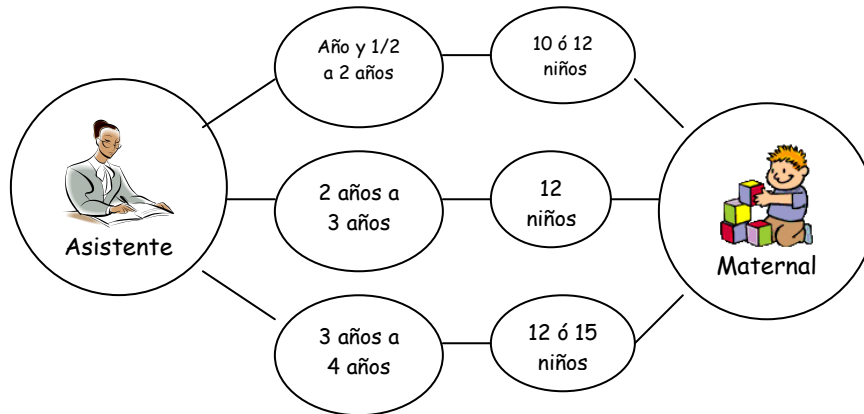 Año y 1/2
a 2 años
10 ó 12
niños
Asistente
2 años a
3 años
12
niños
Maternal
3 años a
4 años
12 ó 15
niños